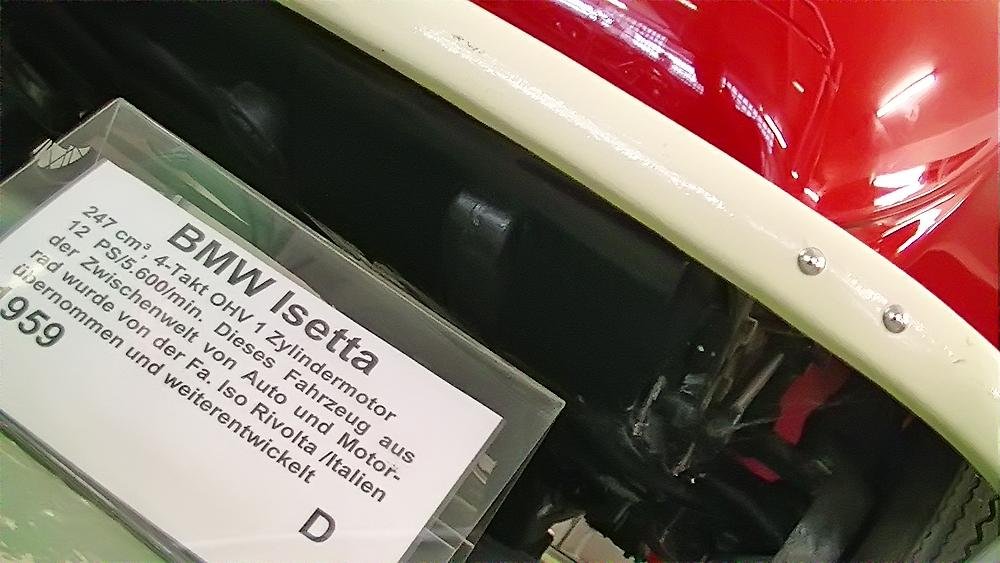 BMW Isetta
247 cm³, 4-Takt OHV 1 Zylindermotor
12 PS/5.600/min. Dieses Fahrzeug aus
der Zwischenwelt von Auto und Motor-
rad wurde von der Fa. Iso Rivolta /Italien
übernommen und weiterentwickelt
959
D